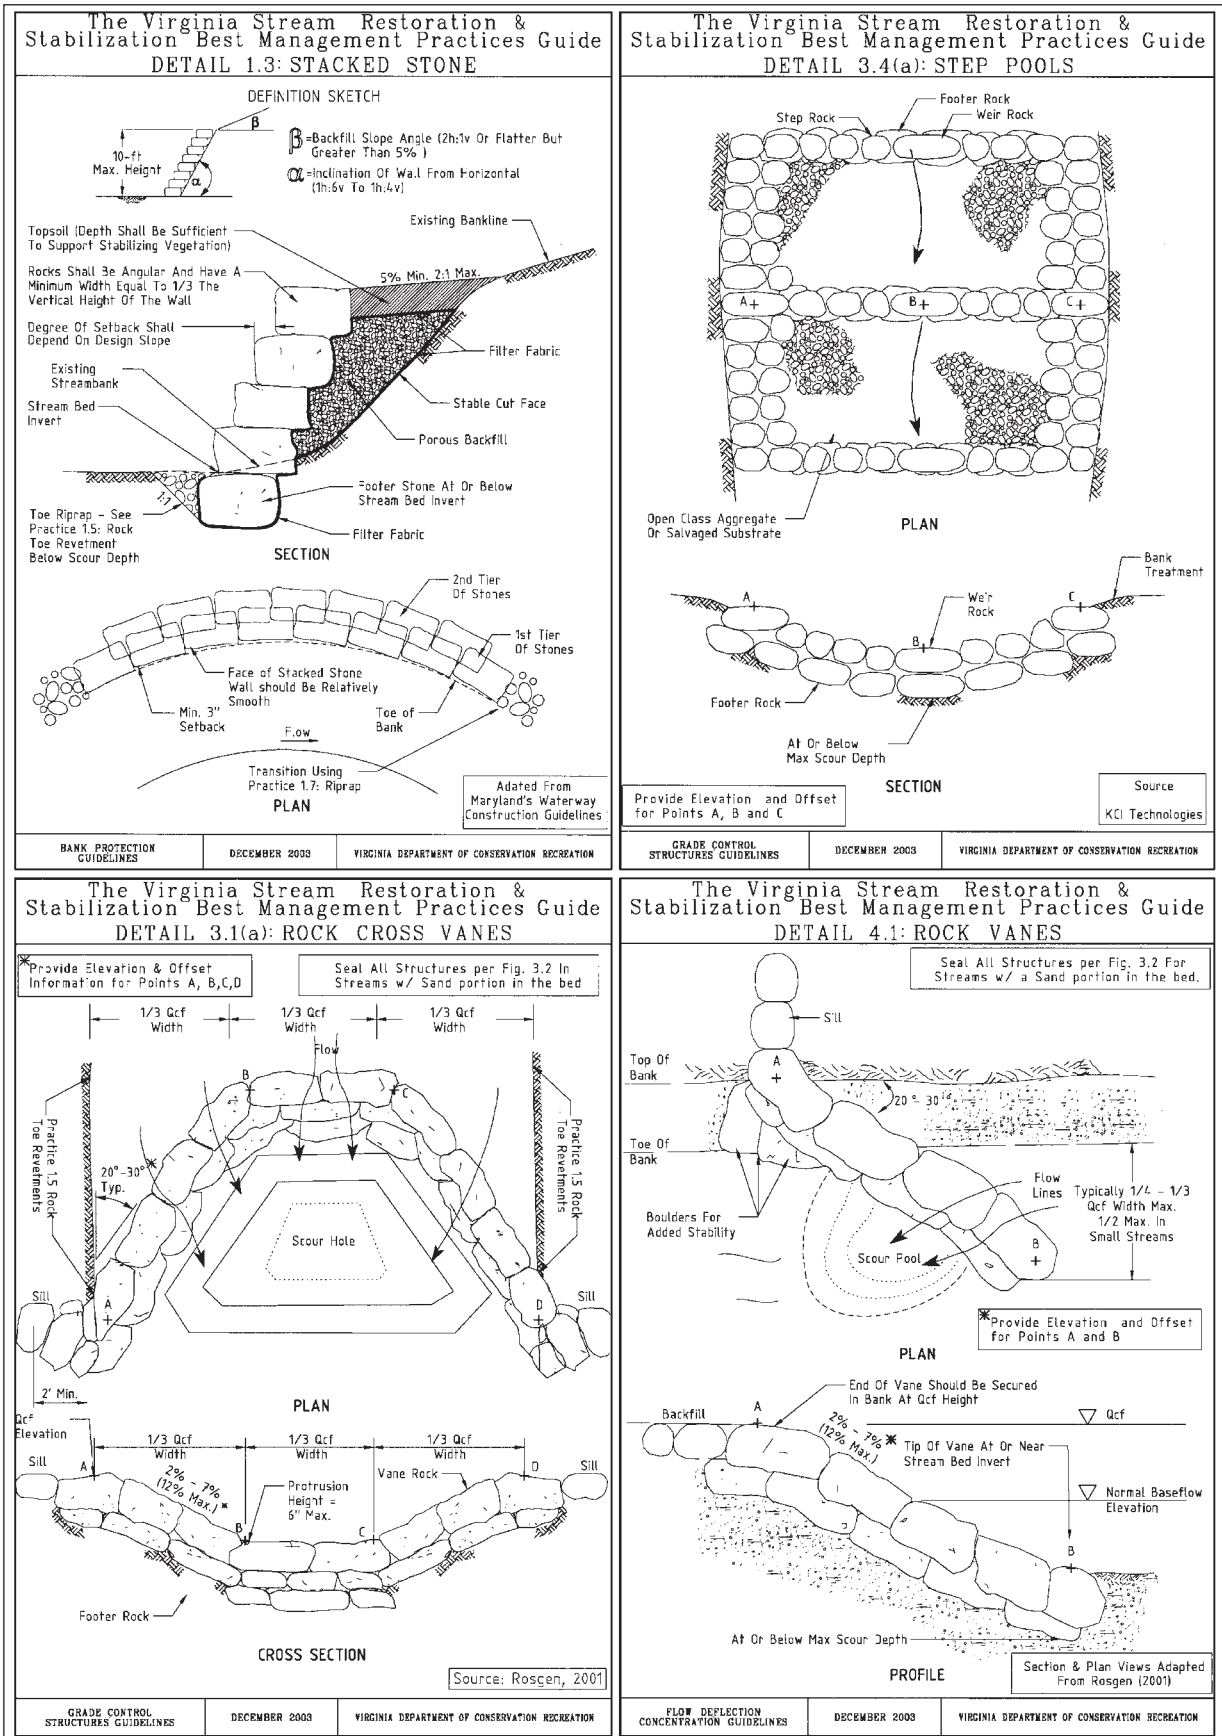 The Virginia Stream Restoration &
Stabilization Best Management Practices Guide
DETAIL 1.3: STACKED STONE
DEFINITION SKETCH
β
10-ft
Max. Height
α
β=Backfill Slope Angle (2h:1v Or Flatter But
Greater Than 5% )
α=Inclination Of Wall From Horizontal
(1h:6v To 1h:4v)
Existing Bankline
Topsoil (Depth Shall Be Sufficient
To Support Stabilizing Vegetation)
5% Min. 2:1 Max.
Rocks Shall Be Angular And Have A
Minimum Width Equal To 1/3 The
Vertical Height Of The Wall
Degree Of Setback Shall
Depend On Design Slope
Filter Fabric
Existing
Streambank
Stable Cut Face
Stream Bed
Invert
Porous Backfill
1:1
Footer Stone At Or Below
Stream Bed Invert
Toe Riprap - See
Practice 1.5: Rock
Toe Revetment
Below Scour Depth
Filter Fabric
SECTION
2nd Tier
Of Stones
1st Tier
Of Stones
Face of Stacked Stone
Wall should Be Relatively
Smooth
Min. 3"
Setback
Toe of
Bank
Flow
Transition Using
Practice 1.7: Riprap
PLAN
Adated From
Maryland's Waterway
Construction Guidelines
BANK PROTECTION
GUIDELINES
DECEMBER 2003
VIRGINIA DEPARTMENT OF CONSERVATION RECREATION
The Virginia Stream Restoration &
Stabilization Best Management Practices Guide
DETAIL 3.4(a): STEP POOLS
Footer Rock
Step Rock
Weir Rock
A
B
C
Open Class Aggregate
Or Salvaged Substrate
PLAN
Bank
Treatment
A
Weir
Rock
C
B
Footer Rock
At Or Below
Max Scour Depth
SECTION
Provide Elevation and Offset
for Points A, B and C
Source
KCI Technologies
GRADE CONTROL
STRUCTURES GUIDELINES
DECEMBER 2003
VIRGINIA DEPARTMENT OF CONSERVATION RECREATION
The Virginia Stream Restoration &
Stabilization Best Management Practices Guide
DETAIL 3.1(a): ROCK CROSS VANES
*Provide Elevation & Offset
Information for Points A, B,C,D
Seal All Structures per Fig. 3.2 In
Streams w/ Sand portion in the bed
1/3 Qcf
Width
1/3 Qcf
Width
1/3 Qcf
Width
Flow
B
C
Practice 1.5 Rock
Toe Revetments
Practice 1.5 Rock
Toe Revetments
20°-30°*
Typ.
Scour Hole
Sill
A
D
Sill
2' Min.
PLAN
Qcf
Elevation
1/3 Qcf
Width
1/3 Qcf
Width
1/3 Qcf
Width
Sill
A
2% - 7%
(12% Max.)*
Protrusion
Height =
6" Max.
Vane Rock
D
Sill
B
C
Footer Rock
CROSS SECTION
Source: Rosgen, 2001
GRADE CONTROL
STRUCTURES GUIDELINES
DECEMBER 2003
VIRGINIA DEPARTMENT OF CONSERVATION RECREATION
The Virginia Stream Restoration &
Stabilization Best Management Practices Guide
DETAIL 4.1: ROCK VANES
Seal All Structures per Fig. 3.2 For
Streams w/ a Sand portion in the bed.
Sill
Top Of
Bank
A
20°-30°
Toe Of
Bank
Flow
Lines
Typically 1/4 - 1/3
Qcf Width Max.
1/2 Max. In
Small Streams
Boulders For
Added Stability
Scour Pool
B
*Provide Elevation and Offset
for Points A and B
PLAN
End Of Vane Should Be Secured
In Bank At Qcf Height
Backfill
A
Qcf
2% - 7%
(12% Max.)*
Tip Of Vane At Or Near
Stream Bed Invert
Normal Baseflow
Elevation
B
At Or Below Max Scour Depth
PROFILE
Section & Plan Views Adapted
From Rosgen (2001)
FLOW DEFLECTION
CONCENTRATION GUIDELINES
DECEMBER 2003
VIRGINIA DEPARTMENT OF CONSERVATION RECREATION